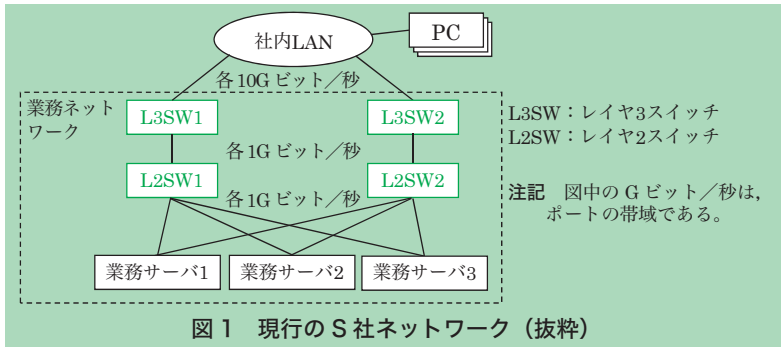 社内LAN
PC
各10Gビット／秒
業務ネット
ワーク
L3SW1
L3SW2
L3SW：レイヤ3スイッチ
L2SW：レイヤ2スイッチ
各1Gビット／秒
L2SW1
各1Gビット／秒
L2SW2
注記　図中のGビット／秒は，
ポートの帯域である。
業務サーバ1
業務サーバ2
業務サーバ3
図1　現行のS社ネットワーク（抜粋）